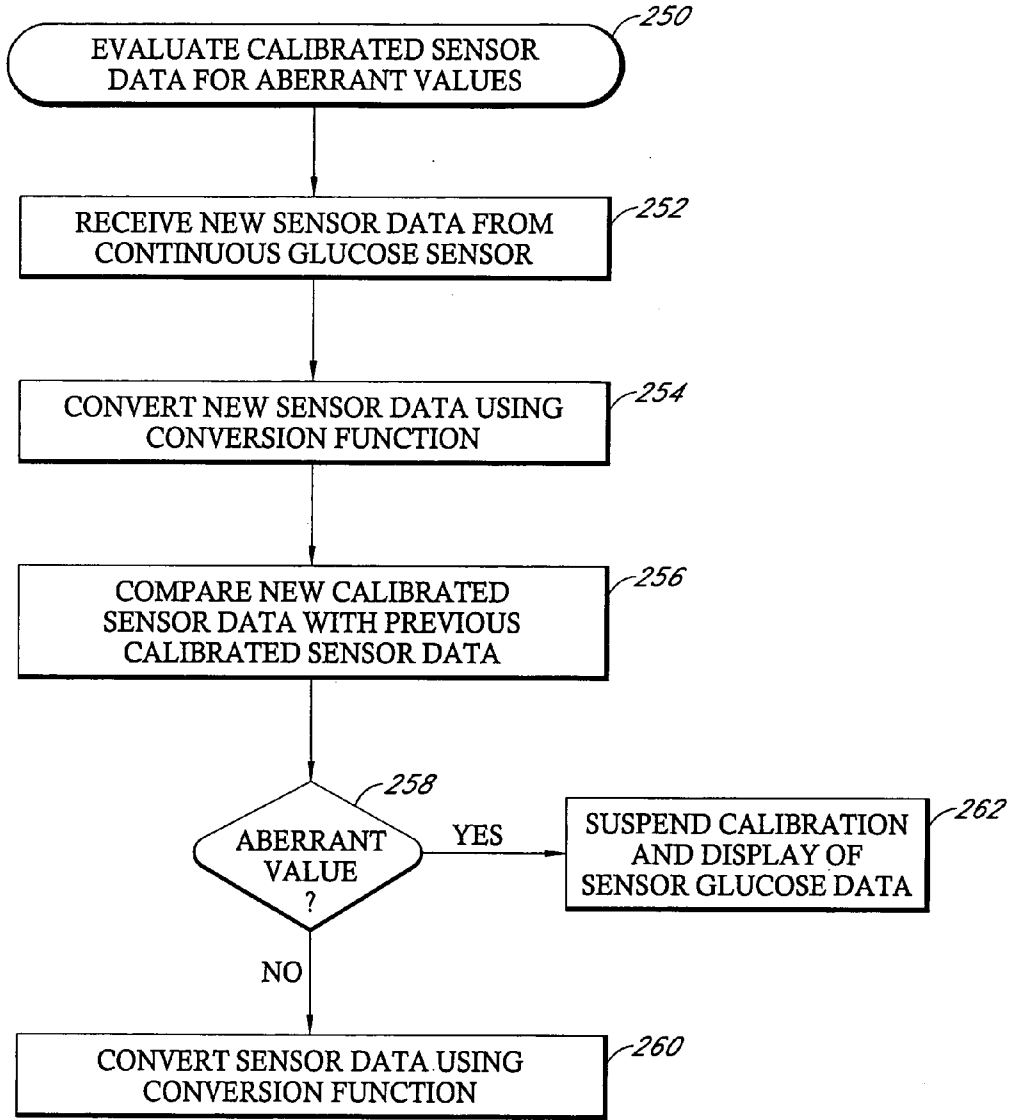 250
EVALUATE CALIBRATED SENSOR
DATA FOR ABERRANT VALUES
252
RECEIVE NEW SENSOR DATA FROM
CONTINUOUS GLUCOSE SENSOR
254
CONVERT NEW SENSOR DATA USING
CONVERSION FUNCTION
256
COMPARE NEW CALIBRATED
SENSOR DATA WITH PREVIOUS
CALIBRATED SENSOR DATA
258
ABERRANT
VALUE
?
YES
262
SUSPEND CALIBRATION
AND DISPLAY OF
SENSOR GLUCOSE DATA
NO
260
CONVERT SENSOR DATA USING
CONVERSION FUNCTION